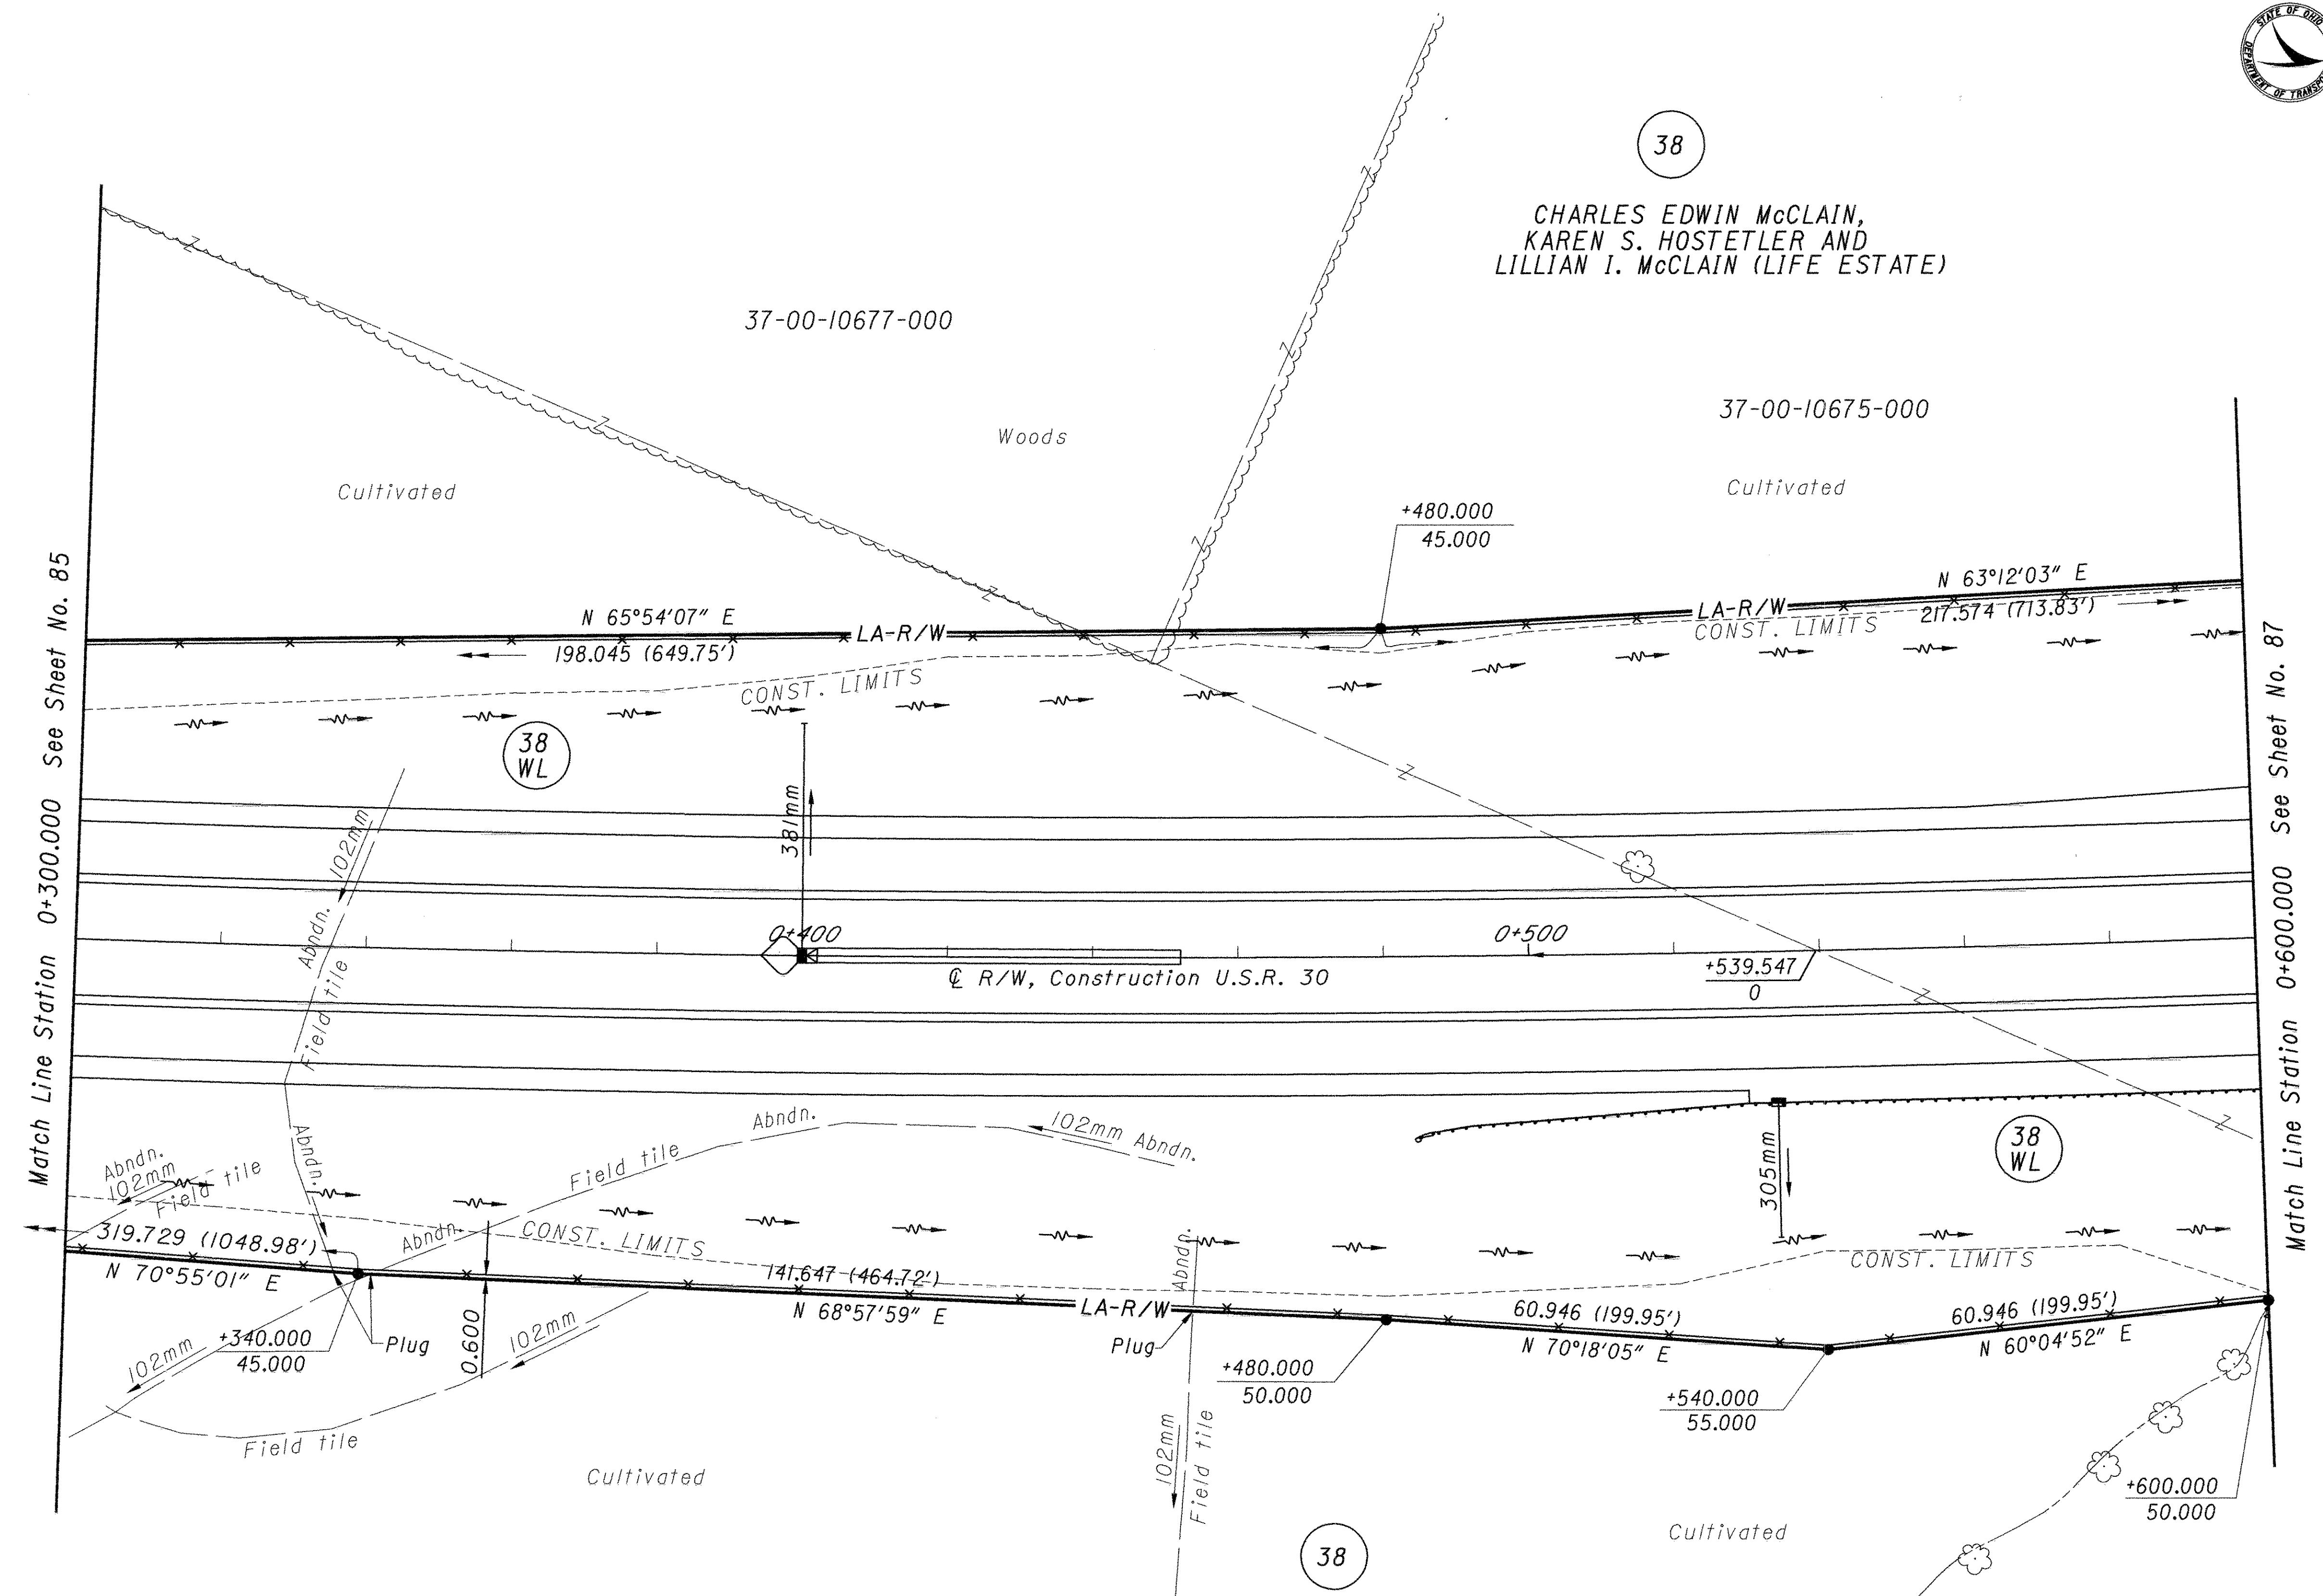 STATE OF OHIO
DEPARTMENT OF TRANSP
38
CHARLES EDWIN McCLAIN,
KAREN S. HOSTETLER AND
LILLIAN I. McCLAIN (LIFE ESTATE)
37-00-10677-000
37-00-10675-000
Woods
Cultivated
Cultivated
+480.000
45.000
N 65°54'07" E
LA-R/W
198.045 (649.75')
N 63°12'03" E
LA-R/W
217.574 (713.83')
CONST. LIMITS
CONST. LIMITS
Match Line Station 0+300.000 See Sheet No. 85
Match Line Station 0+600.000 See Sheet No. 87
38
WL
381mm
102mm
Abndn.
Field tile
0+400
0+500
℄ R/W, Construction U.S.R. 30
+539.547
0
Abndn.
102mm Abndn.
Field tile
Abndn.
Abndn.
102mm
Field tile
305mm
38
WL
319.729 (1048.98')
Abndn.
CONST. LIMITS
Abndn.
CONST. LIMITS
N 70°55'01" E
141.647 (464.72')
N 68°57'59" E
LA-R/W
60.946 (199.95')
N 70°18'05" E
60.946 (199.95')
N 60°04'52" E
+340.000
45.000
Plug
0.600
102mm
102mm
Plug
+480.000
50.000
+540.000
55.000
Field tile
102mm
Field tile
Cultivated
Cultivated
+600.000
50.000
38